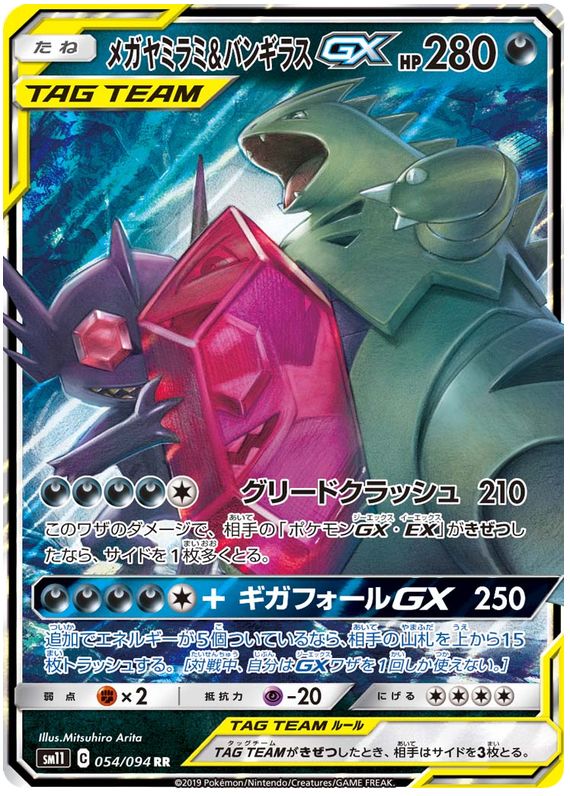 たね
メガヤミラミ&バンギラスGX HP280
TAG TEAM
グリードクラッシュ 210
このワザのダメージで、相手の「ポケモンGX・EX」がきぜつし
たなら、サイドを1枚多くとる。
+ ギガフォールGX 250
追加でエネルギーが5個ついているなら、相手の山札を上から15
枚トラッシュする。[対戦中、自分はGXワザを1回しか使えない。]
弱点 ×2 抵抗力 -20 にげる
Illus.Mitsuhiro Arita
TAG TEAM ルール
sm11 C 054/094 RR
TAG TEAMがきぜつしたとき、相手はサイドを3枚とる。
©2019 Pokémon/Nintendo/Creatures/GAME FREAK.